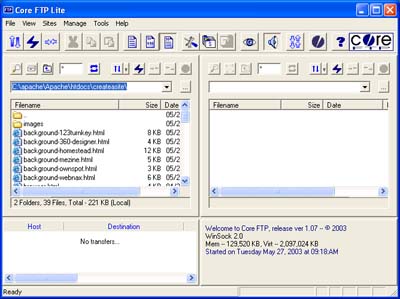 Core FTP Lite
View Sites Manage Tools Help
? CORE FTP
C:\apache\Apache\htdocs\createasite\
Filename Size Date
Filename Size Date
.. 05/2
images 05/2
background-123turnkey.html 8 KB 05/2
background-360-designer.html 4 KB 05/2
background-homestead.html 12 KB 05/2
background-mezine.html 5 KB 05/2
background-ownspot.html 3 KB 05/2
background-webnax.html 6 KB 05/2
2 Folders, 39 Files, Total - 221 KB (Local)
Host Destination
No transfers...
Welcome to Core FTP, release ver 1.07 -- © 2003
WinSock 2.0
Mem -- 129,520 KB, Virt -- 2,097,024 KB
Started on Tuesday May 27, 2003 at 09:18AM
Ready